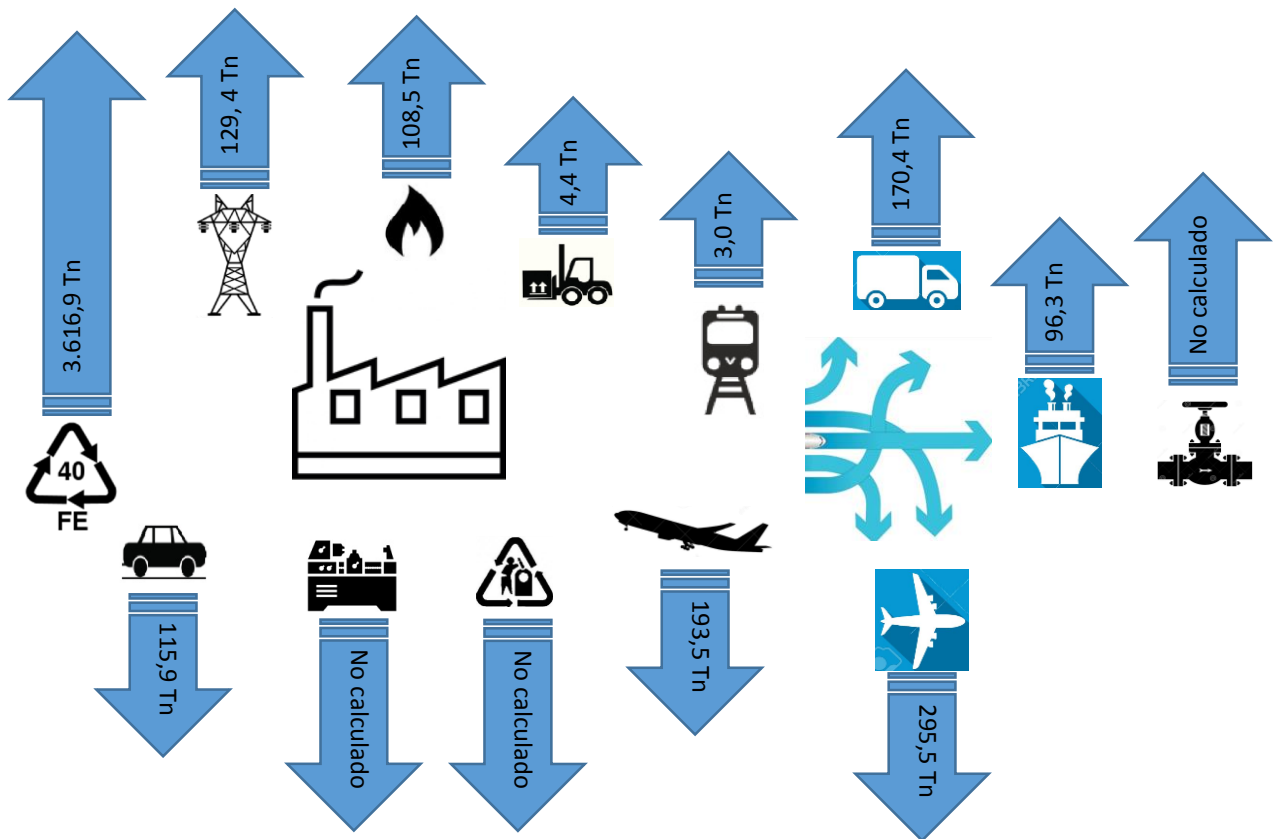 3.616,9 Tn
129, 4 Tn
108,5 Tn
4,4 Tn
3,0 Tn
170,4 Tn
96,3 Tn
No calculado
40
FE
115,9 Tn
No calculado
No calculado
193,5 Tn
295,5 Tn